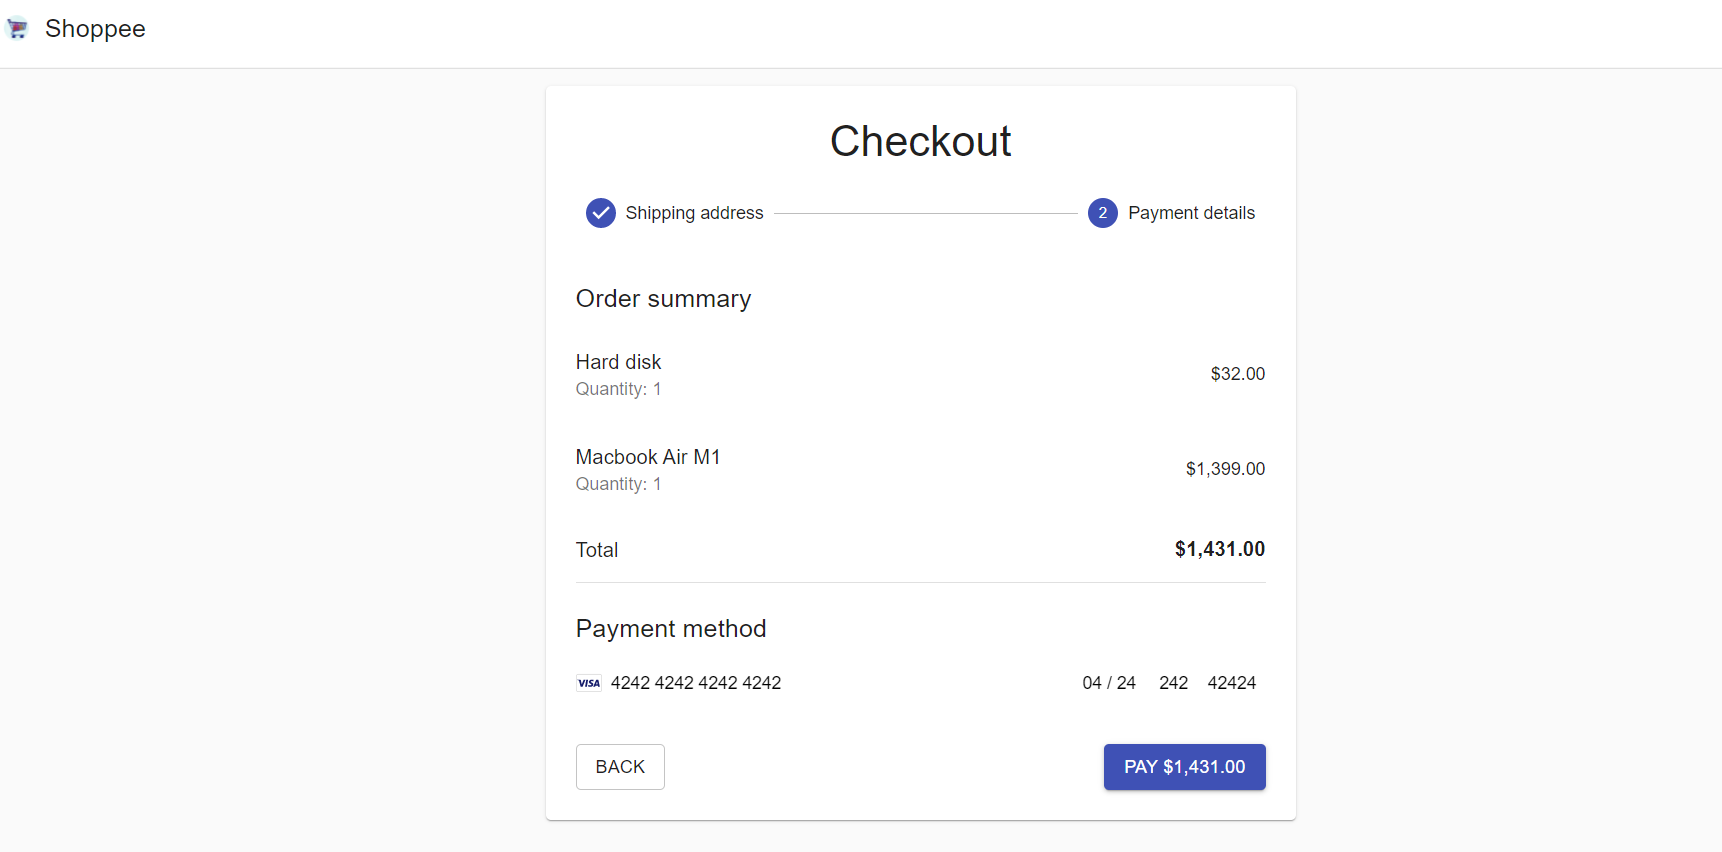 Shoppee
Checkout
Shipping address
2 Payment details
Order summary
Hard disk
Quantity: 1
$32.00
Macbook Air M1
Quantity: 1
$1,399.00
Total $1,431.00
Payment method
VISA 4242 4242 4242 4242 04 / 24 242 42424
BACK PAY $1,431.00